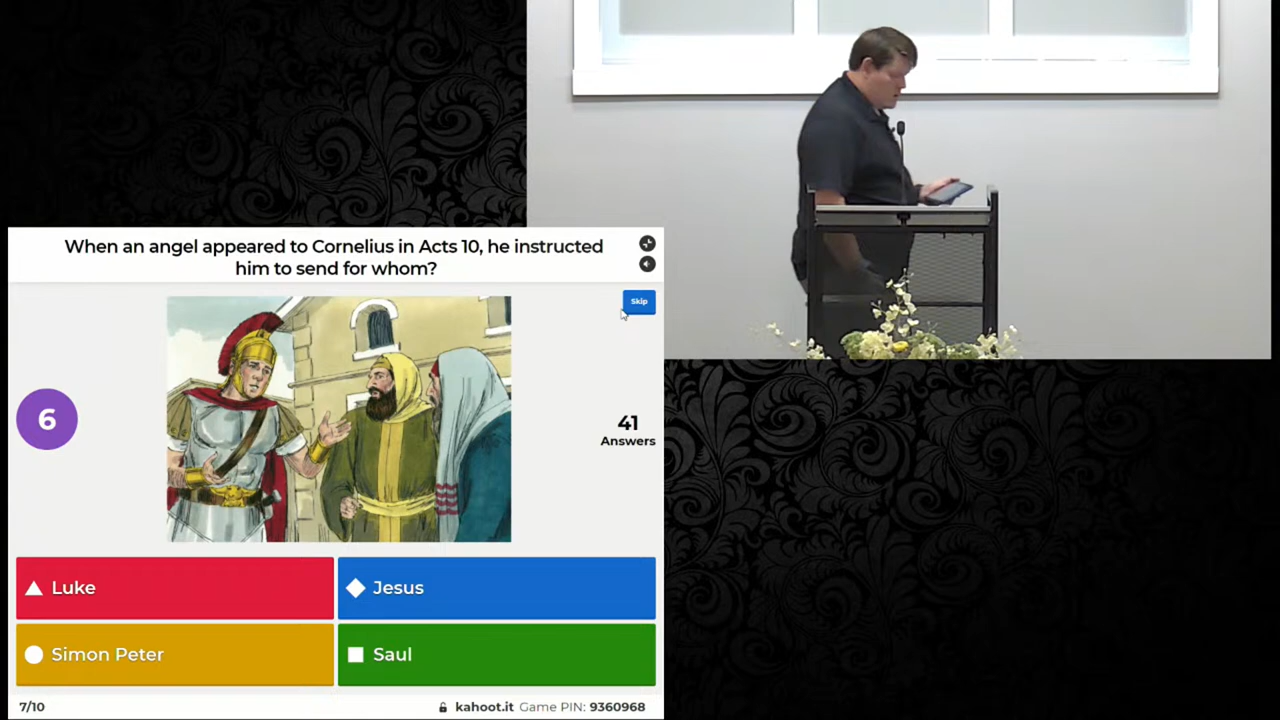 When an angel appeared to Cornelius in Acts 10, he instructed
him to send for whom?
Skip
6
41
Answers
Luke
Jesus
Simon Peter
Saul
7/10
kahoot.it Game PIN: 9360968